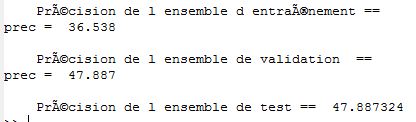 PrÃ©cision de l ensemble d entraÃ®nement ==
prec =  36.538
PrÃ©cision de l ensemble de validation  ==
prec =  47.887
PrÃ©cision de l ensemble de test ==  47.887324
>>